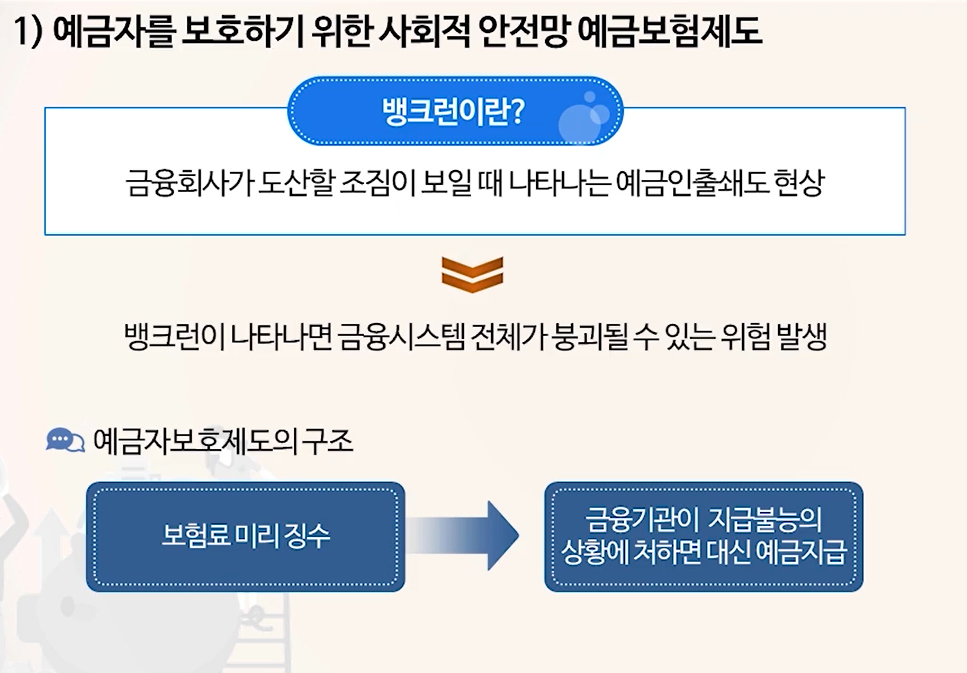 1) 예금자를 보호하기 위한 사회적 안전망 예금보험제도
뱅크런이란?
금융회사가 도산할 조짐이 보일 때 나타나는 예금인출쇄도 현상
뱅크런이 나타나면 금융시스템 전체가 붕괴될 수 있는 위험 발생
예금자보호제도의 구조
보험료 미리 징수
금융기관이 지급불능의
상황에 처하면 대신 예금지급